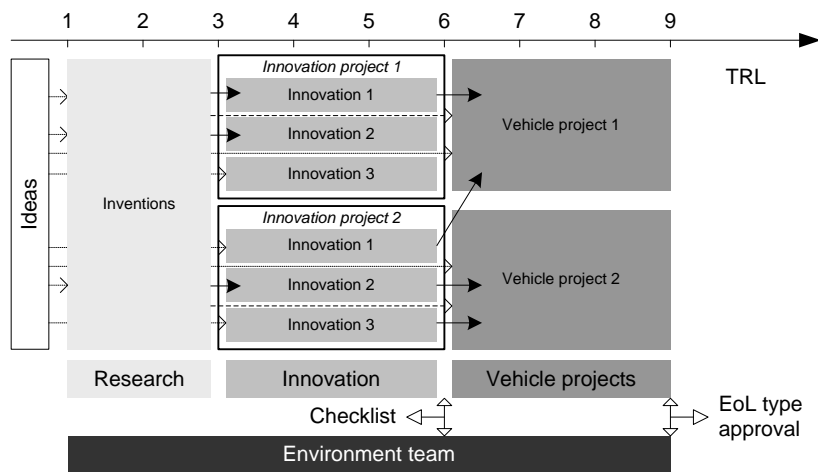 1 2 3 4 5 6 7 8 9
TRL
Ideas
Inventions
Innovation project 1
Innovation 1
Innovation 2
Innovation 3
Innovation project 2
Innovation 1
Innovation 2
Innovation 3
Vehicle project 1
Vehicle project 2
Research
Innovation
Vehicle projects
Checklist
EoL type
approval
Environment team